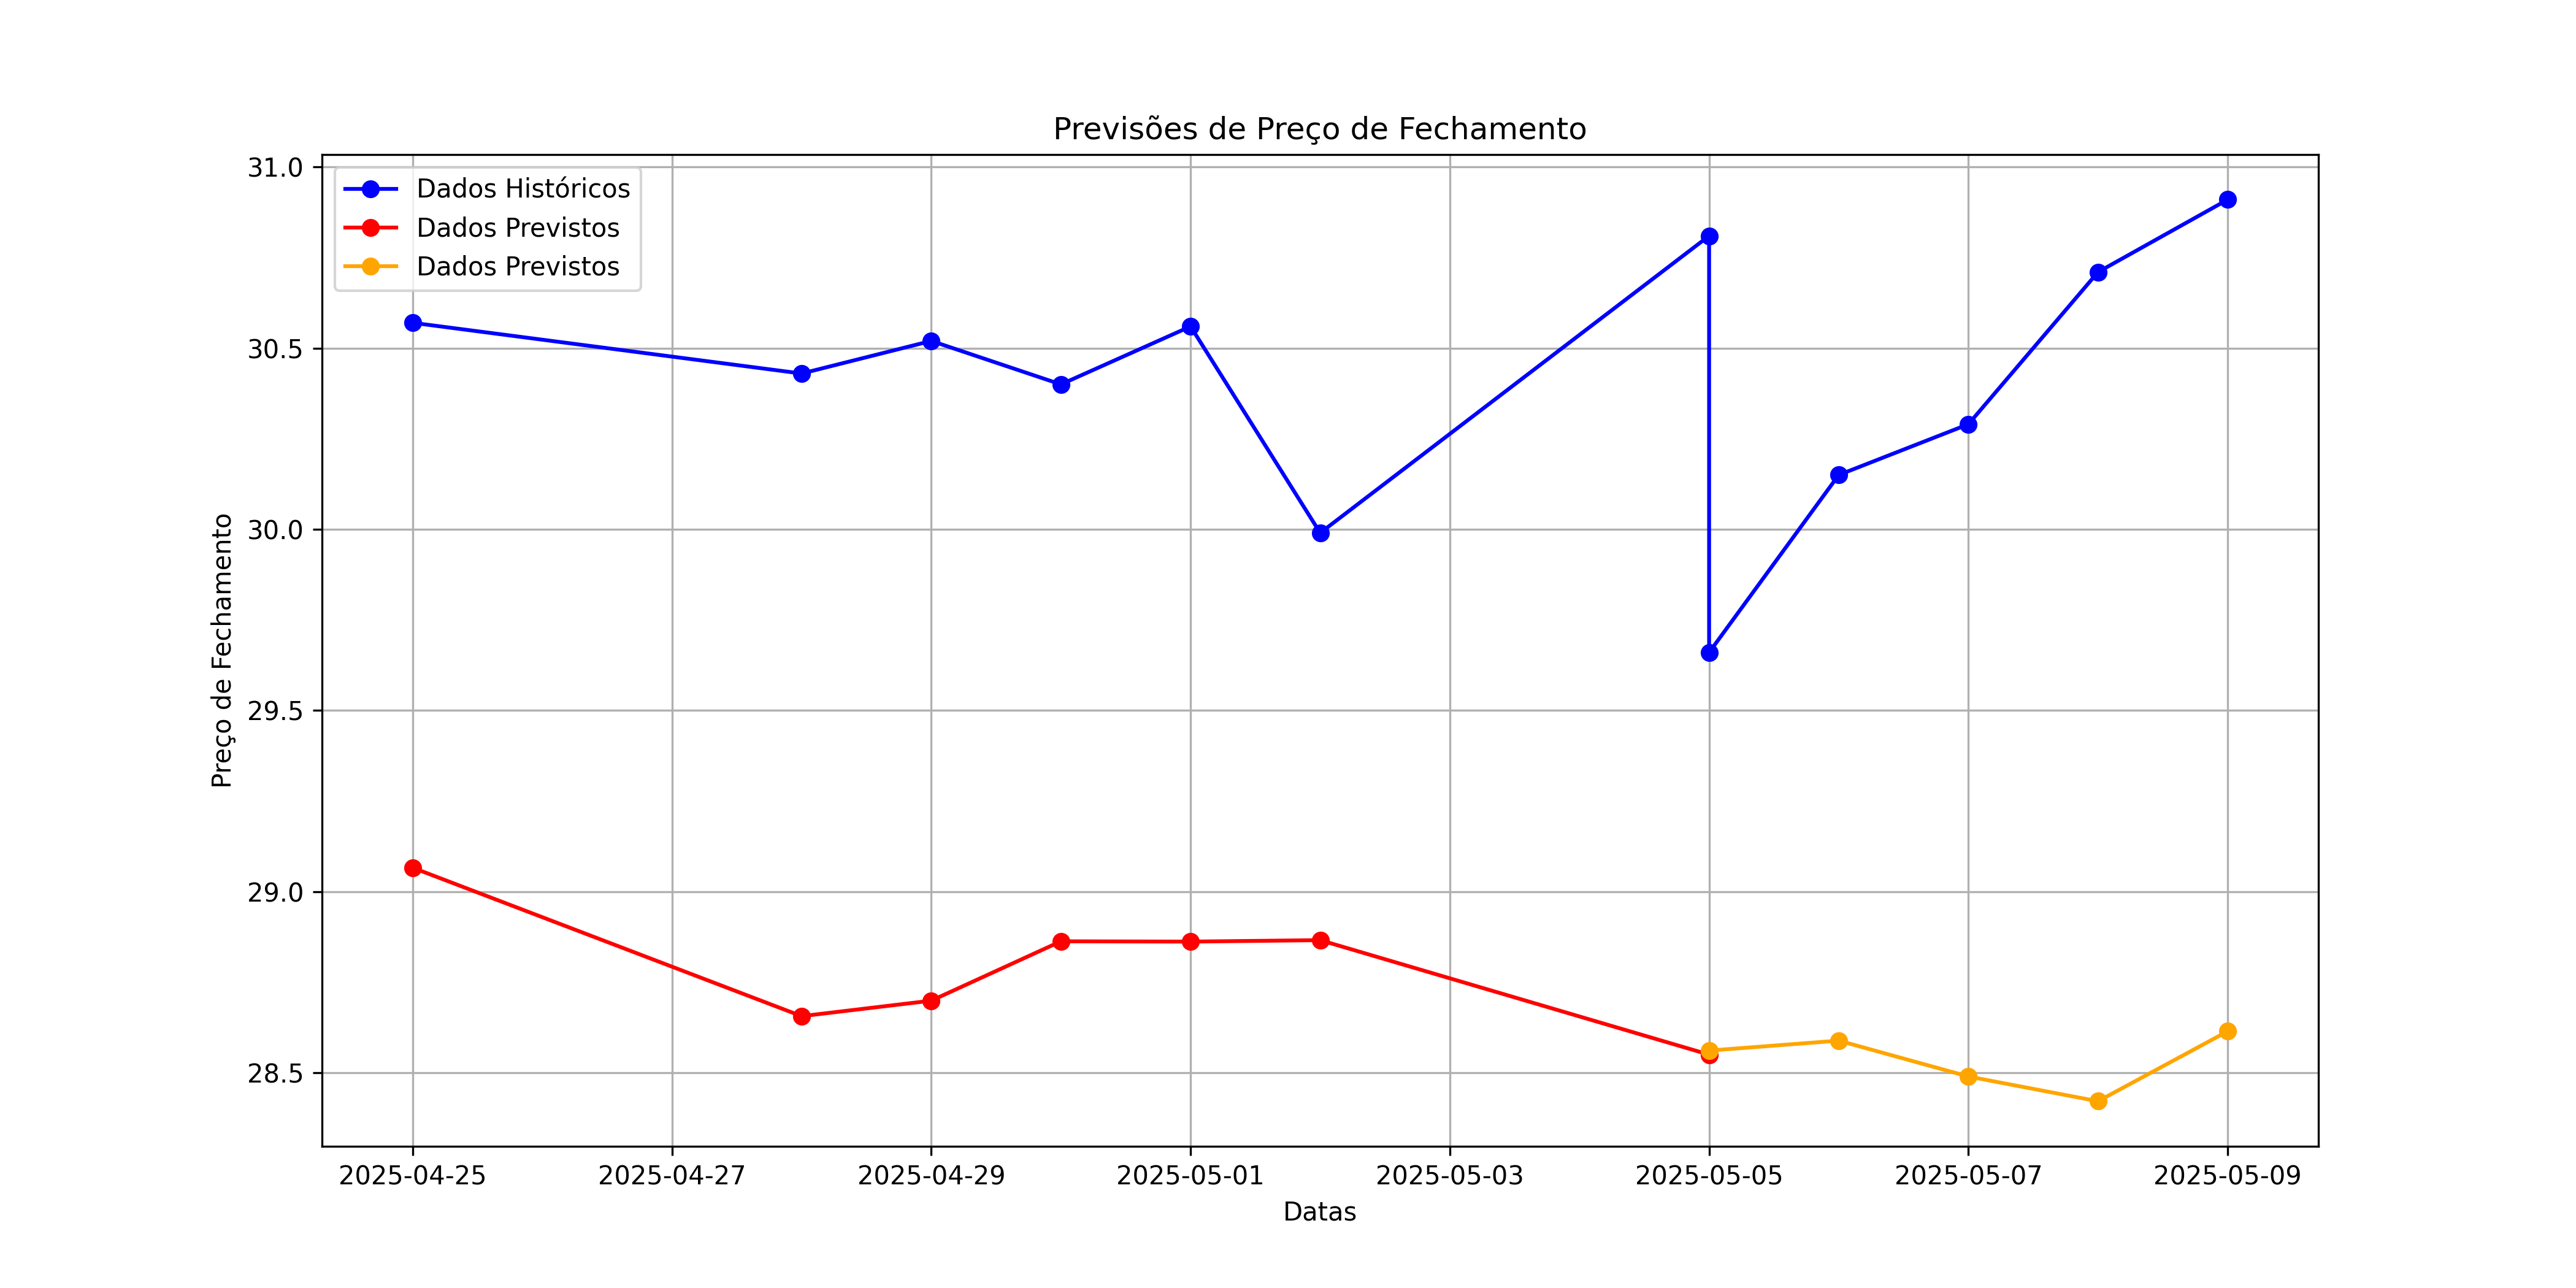 Previsões de Preço de Fechamento
Dados Históricos
Dados Previstos
Dados Previstos
Preço de Fechamento
31.0
30.5
30.0
29.5
29.0
28.5
2025-04-25
2025-04-27
2025-04-29
2025-05-01
2025-05-03
2025-05-05
2025-05-07
2025-05-09
Datas